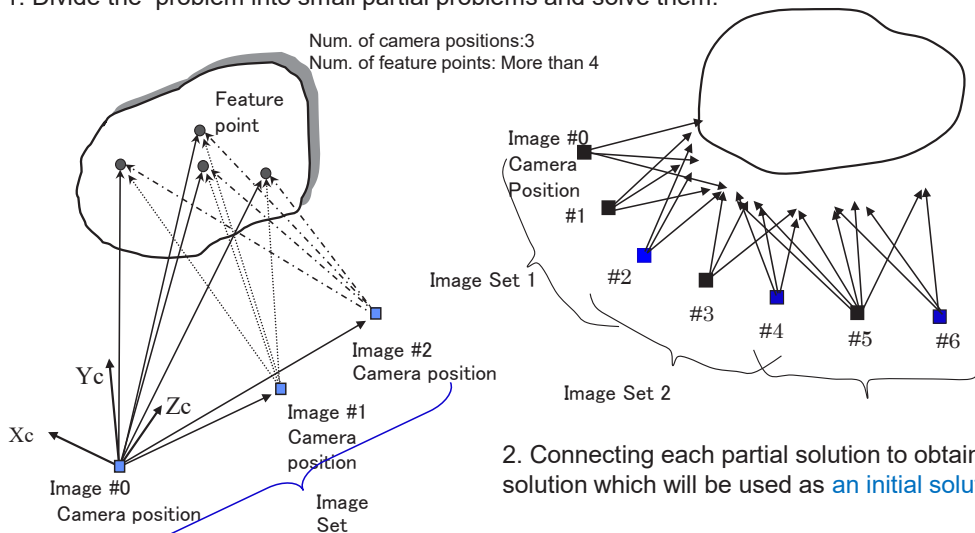 1. Divide the problem into small partial problems and solve them.
Num. of camera positions:3
Num. of feature points: More than 4
Feature
point
Yc
Zc
Xc
Image #0
Camera position
Image #1
Camera
position
Image #2
Camera position
Image
Set
Image #0
Camera
Position
#1
#2
#3
#4
#5
#6
Image Set 1
Image Set 2
2. Connecting each partial solution to obtain
solution which will be used as an initial solut